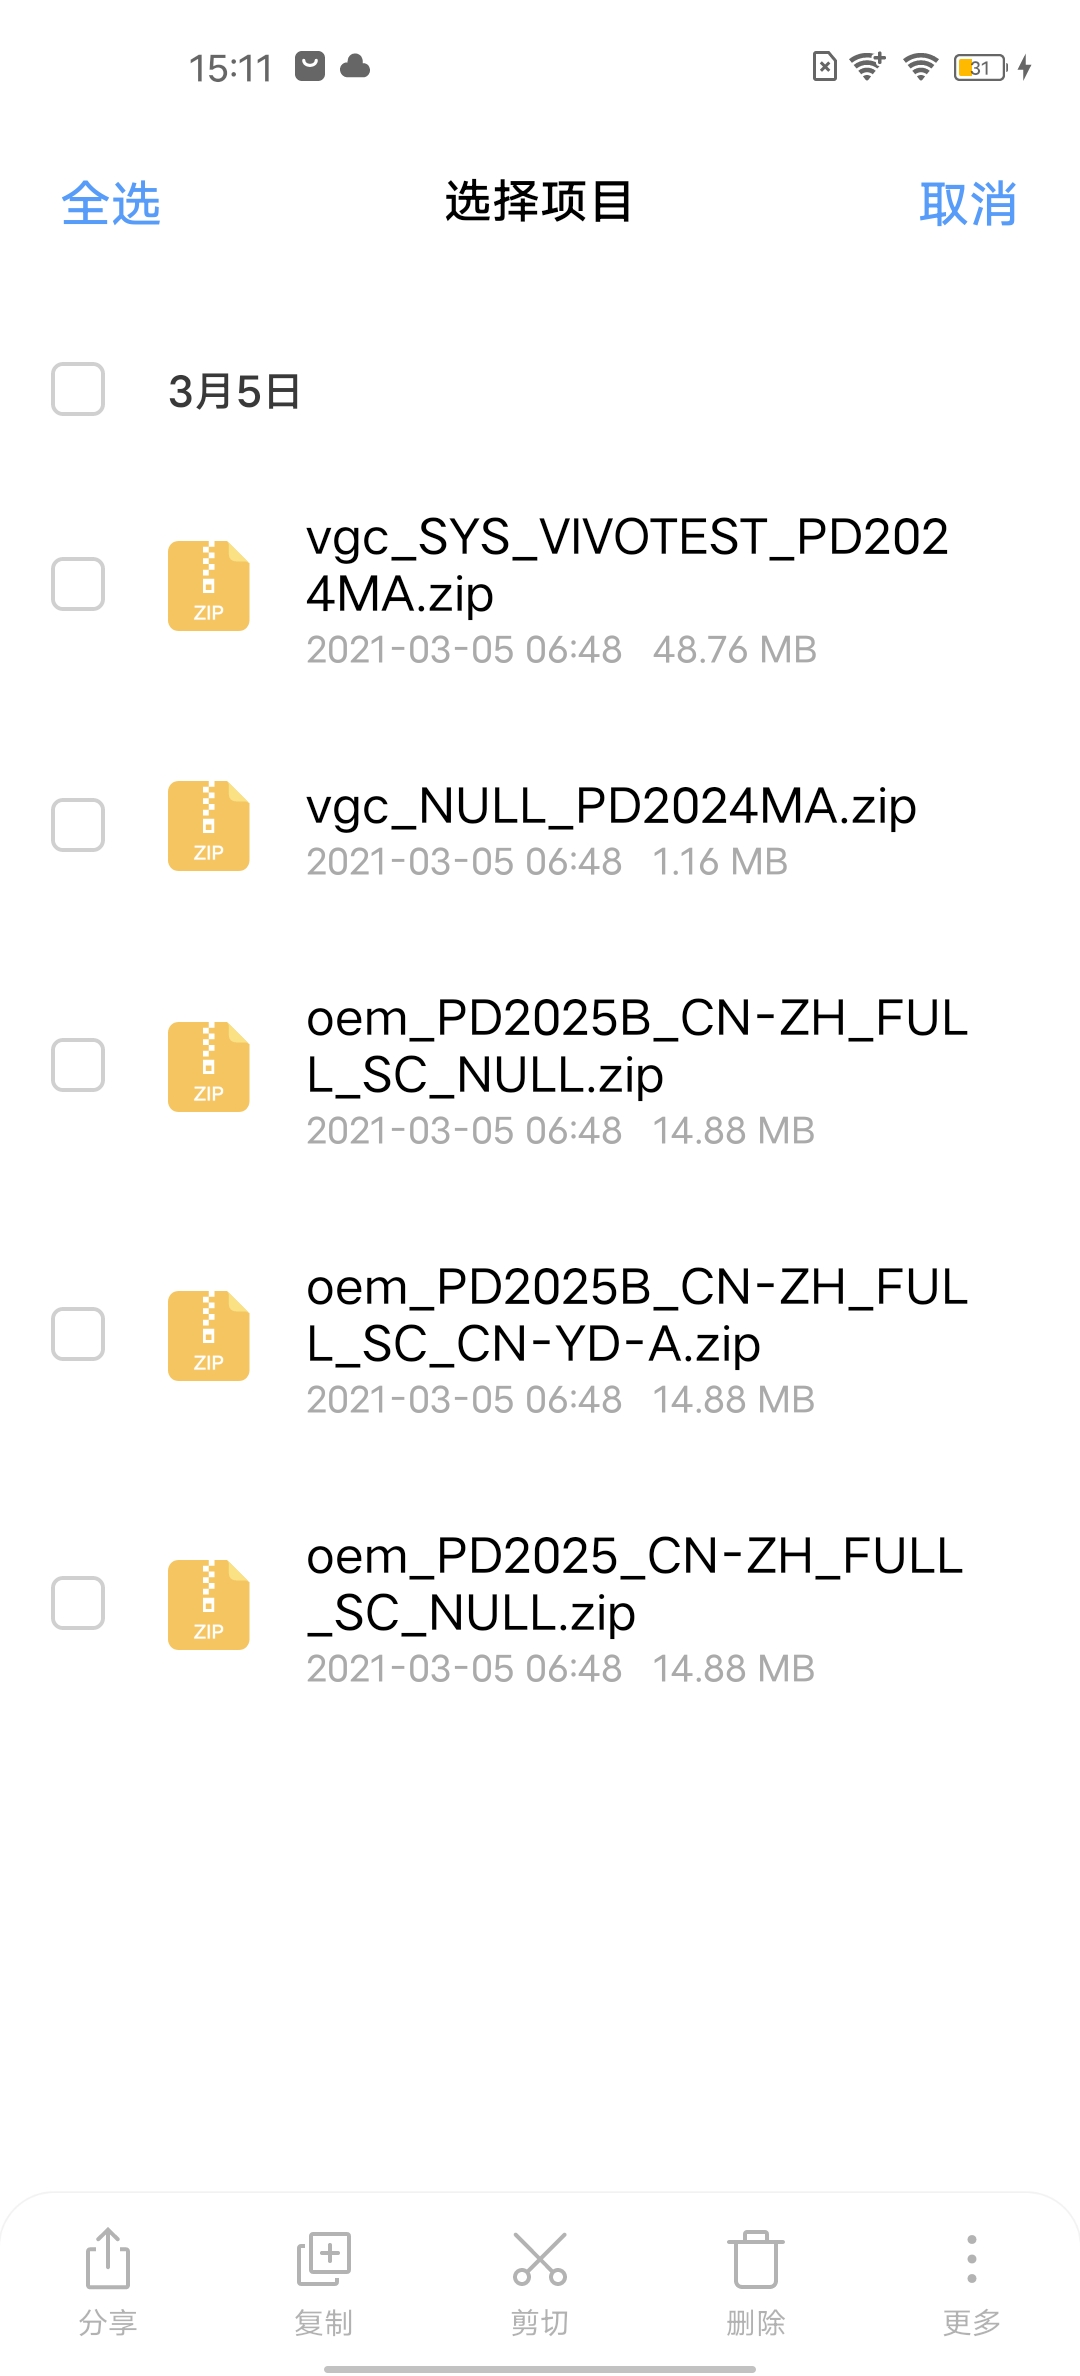 15:11
31
全选
选择项目
取消
3月5日
vgc_SYS_VIVOTEST_PD202
4MA.zip
ZIP
2021-03-05 06:48 48.76 MB
vgc_NULL_PD2024MA.zip
ZIP
2021-03-05 06:48 1.16 MB
oem_PD2025B_CN-ZH_FUL
L_SC_NULL.zip
ZIP
2021-03-05 06:48 14.88 MB
oem_PD2025B_CN-ZH_FUL
L_SC_CN-YD-A.zip
ZIP
2021-03-05 06:48 14.88 MB
oem_PD2025_CN-ZH_FULL
_SC_NULL.zip
ZIP
2021-03-05 06:48 14.88 MB
分享
复制
剪切
删除
更多